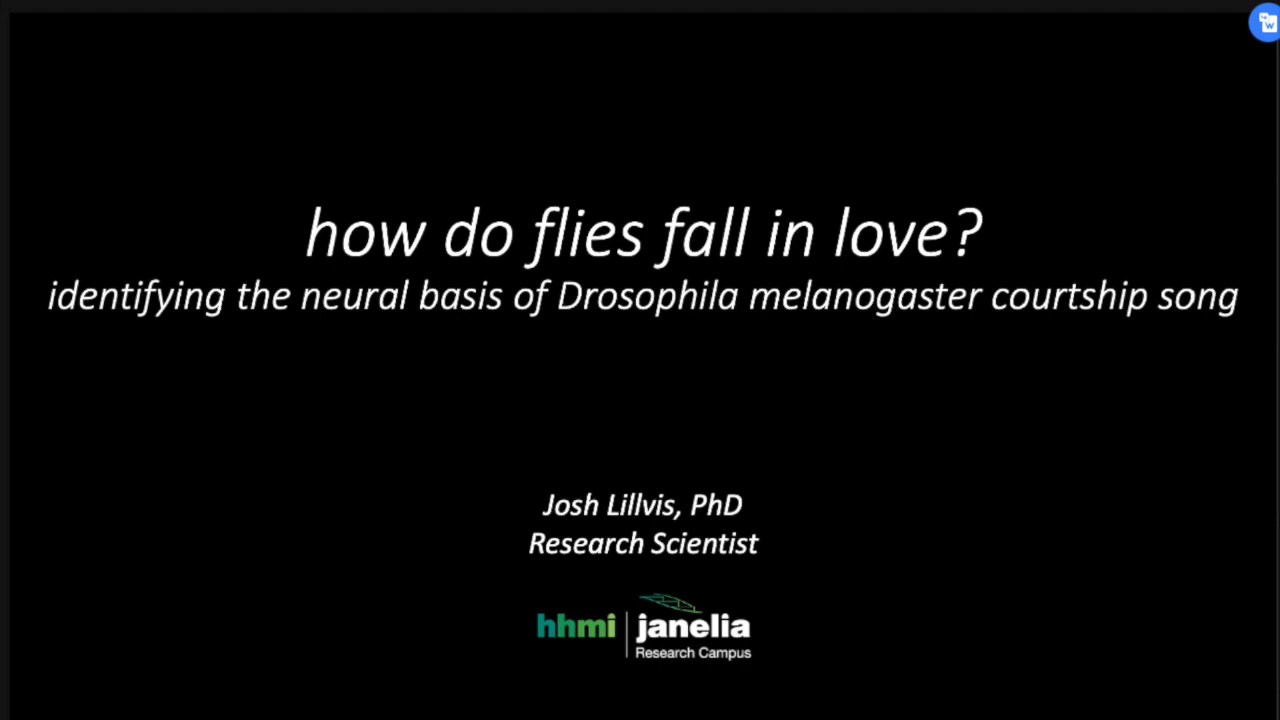 how do flies fall in love?
identifying the neural basis of Drosophila melanogaster courtship song
Josh Lillvis, PhD
Research Scientist
hhmi janelia
Research Campus
W